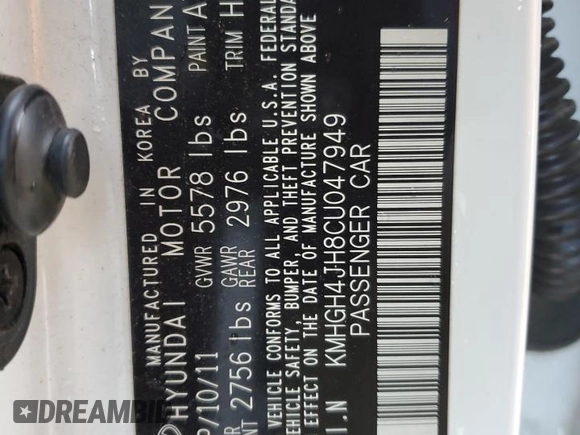 MANUFACTURED IN KOREA BY
HYUNDAI MOTOR COMPAN
P/10/11 GVWR 5578 lbs PAINT A
2756 lbs GAWR REAR 2976 lbs TRIM H
VEHICLE CONFORMS TO ALL APPLICABLE U.S.A. FEDERAL
VEHICLE SAFETY, BUMPER, AND THEFT PREVENTION STANDA
ON THE DATE OF MANUFACTURE SHOWN ABOVE
I.N KMHGH4JH8CU047949
PASSENGER CAR
DREAMBID